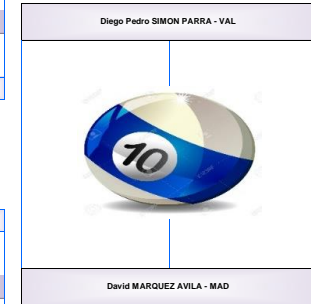 Diego Pedro SIMON PARRA - VAL
10
David MARQUEZ AVILA - MAD